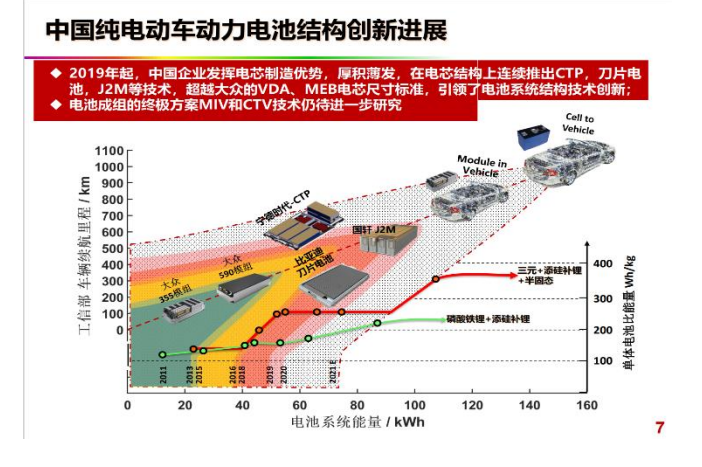 中国纯电动车动力电池结构创新进展
◆ 2019年起，中国企业发挥电芯制造优势，厚积薄发，在电芯结构上连续推出CTP，刀片电
池，J2M等技术，超越大众的VDA、MEB电芯尺寸标准，引领了电池系统结构技术创新；
◆ 电池成组的终极方案MIV和CTV技术仍待进一步研究
Cell to
Vehicle
Module in
Vehicle
宁德时代-CTP
国轩 J2M
比亚迪
刀片电池
大众
590模组
大众
355模组
工信部 车辆续航里程 / km
1100
1000
900
800
700
600
500
400
300
200
100
0
三元+添硅补锂
+半固态
磷酸铁锂+添硅补锂
400
300
200
100
单体电池比能量 Wh/kg
2011
2013
2015
2016
2018
2019
2020
2021 E
0 20 40 60 80 100 120 140 160
电池系统能量 / kWh
7